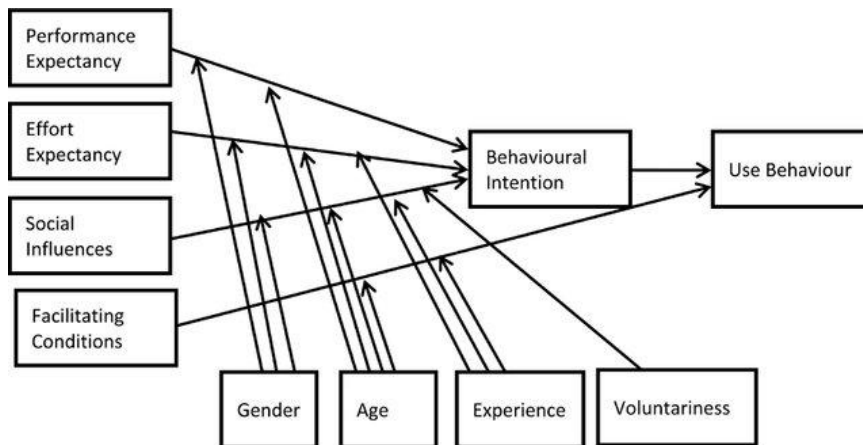 Performance
Expectancy
Effort
Expectancy
Behavioural
Intention
Use Behaviour
Social
Influences
Facilitating
Conditions
Gender
Age
Experience
Voluntariness